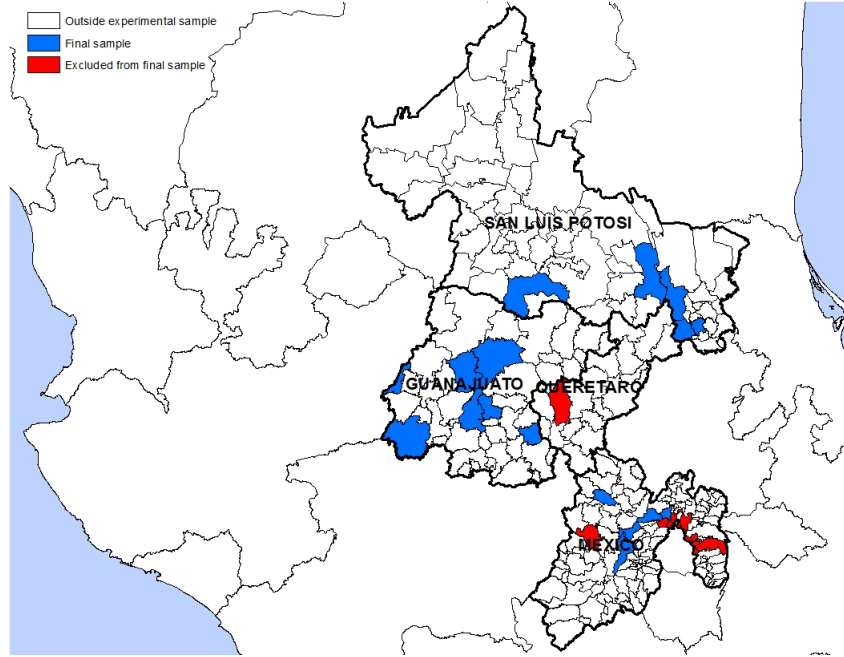 Outside experimental sample
Final sample
Excluded from final sample
SAN LUIS POTOSI
GUANAJUATO
QUERETARO
MEXICO